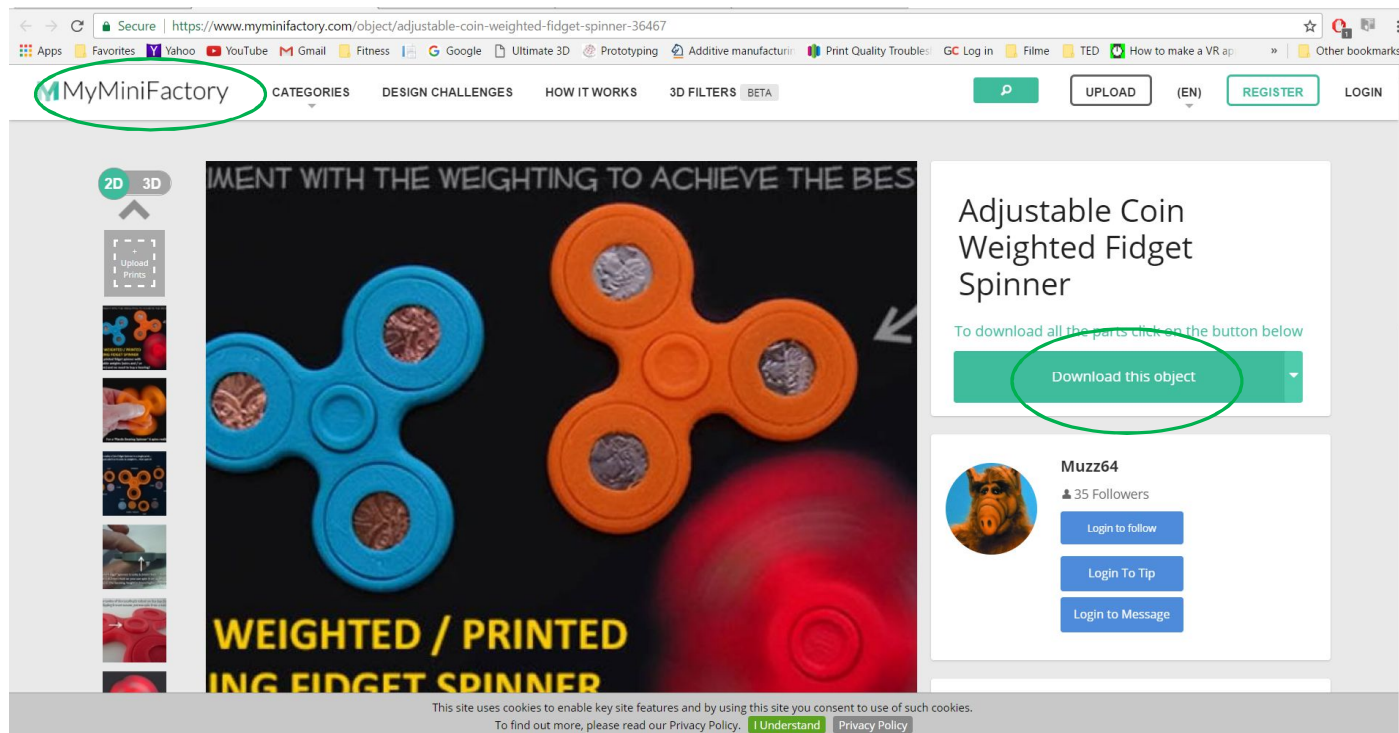 Secure | https://www.myminifactory.com/object/adjustable-coin-weighted-fidget-spinner-36467
Apps Favorites Yahoo YouTube Gmail Fitness Google Ultimate 3D Prototyping Additive manufacturin Print Quality Troubles GC Log in Filme TED How to make a VR ap » Other bookmarks
MyMiniFactory CATEGORIES DESIGN CHALLENGES HOW IT WORKS 3D FILTERS BETA UPLOAD (EN) REGISTER LOGIN
2D 3D
+
Upload
Prints
IMENT WITH THE WEIGHTING TO ACHIEVE THE BES
WEIGHTED / PRINTED
ING FIDGET SPINNER
Adjustable Coin
Weighted Fidget
Spinner
To download all the parts click on the button below
Download this object
Muzz64
35 Followers
Login to follow
Login To Tip
Login to Message
This site uses cookies to enable key site features and by using this site you consent to use of such cookies.
To find out more, please read our Privacy Policy. I Understand Privacy Policy